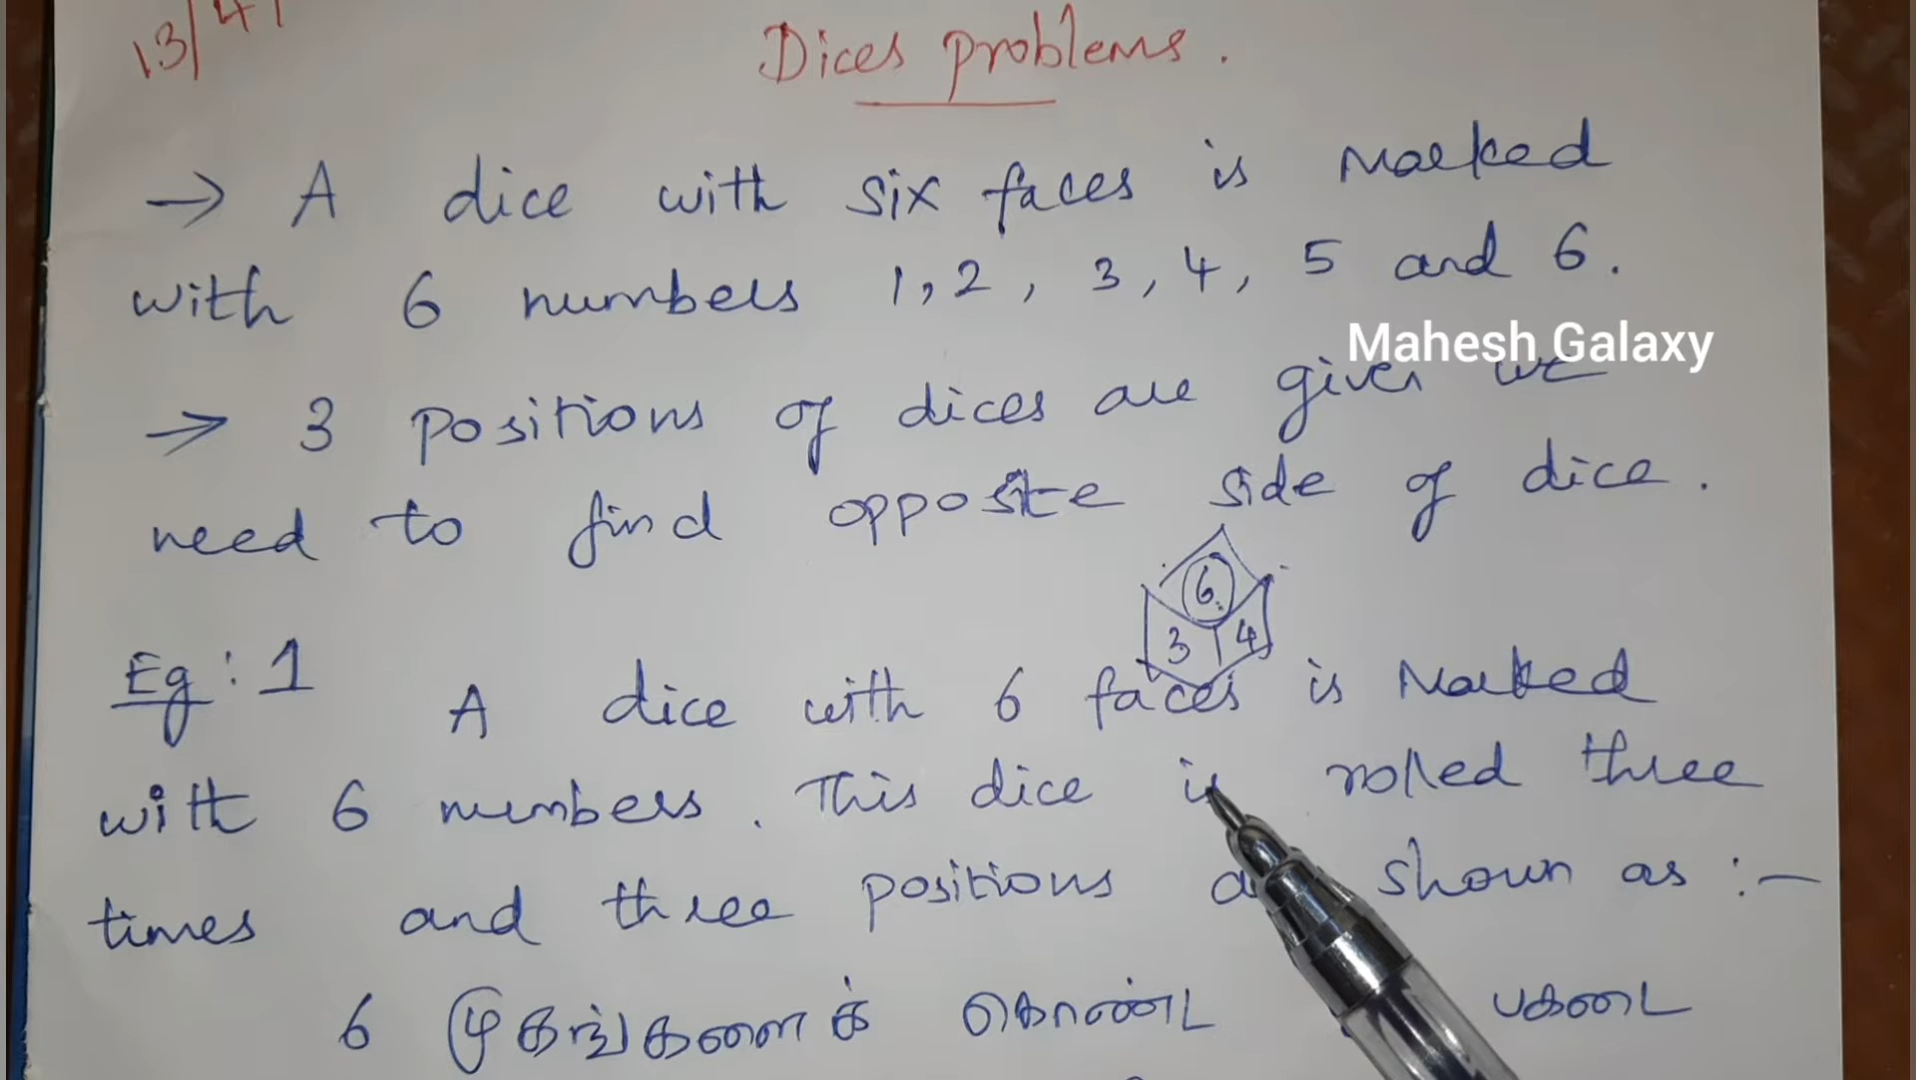 13/41
Dices problems.
→ A dice with six faces is Marked
with 6 numbers 1, 2, 3, 4, 5 and 6.
Mahesh Galaxy
→ 3 positions of dices are given we
need to find opposite side of dice.
6
3 4
Eg: 1 A dice with 6 faces is Marked
with 6 numbers. This dice is rolled three
times and three positions shown as :-
6 முகங்களைக் கொண்ட பகடை